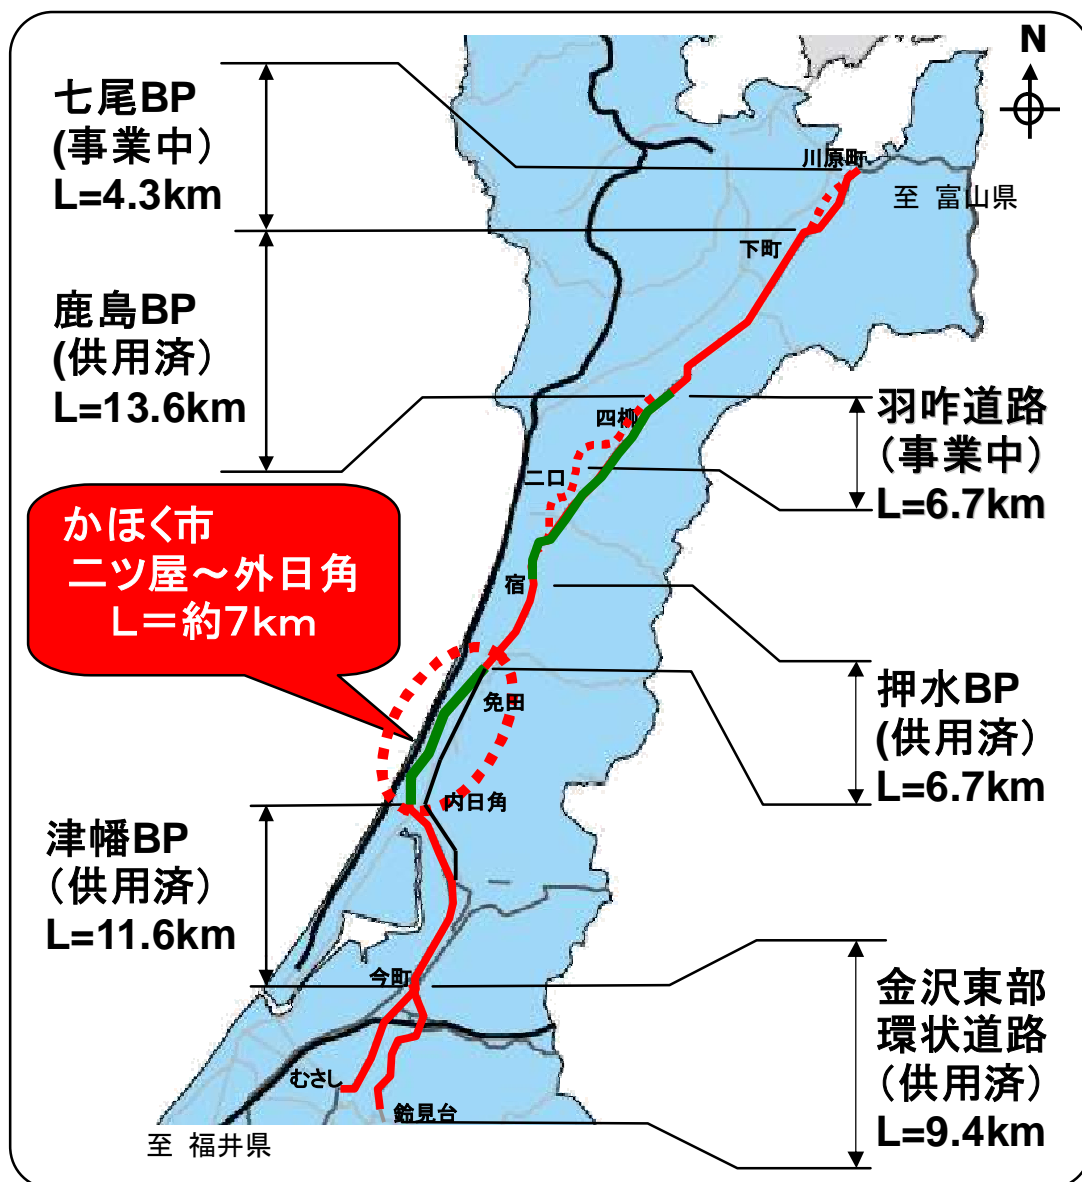 七尾BP
(事業中)
L=4.3km
N
川原町
至 富山県
下町
鹿島BP
(供用済)
L=13.6km
四柳
羽咋道路
(事業中)
L=6.7km
二口
かほく市
二ツ屋～外日角
L＝約7km
宿
免田
押水BP
(供用済)
L=6.7km
内日角
津幡BP
(供用済)
L=11.6km
今町
金沢東部
環状道路
(供用済)
L=9.4km
むさし
鈴見台
至 福井県